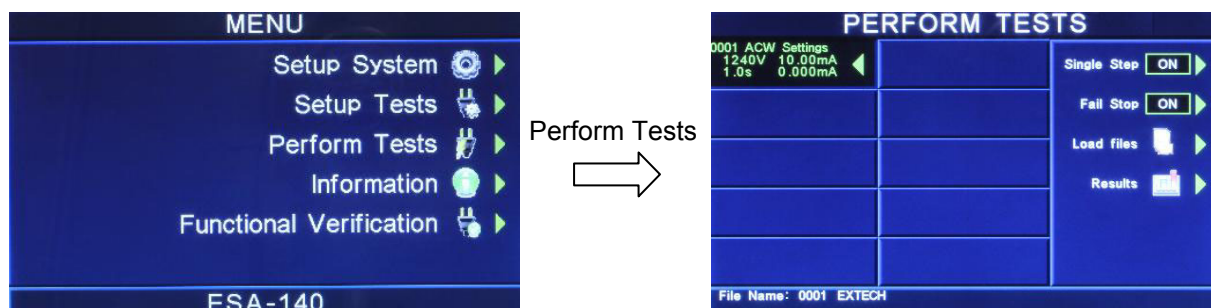 MENU
Setup System
Setup Tests
Perform Tests
Information
Functional Verification
ESA-140
Perform Tests
PERFORM TESTS
0001 ACW Settings
1240V 10.00mA
1.0s 0.000mA
Single Step ON
Fail Stop ON
Load files
Results
File Name: 0001 EXTECH